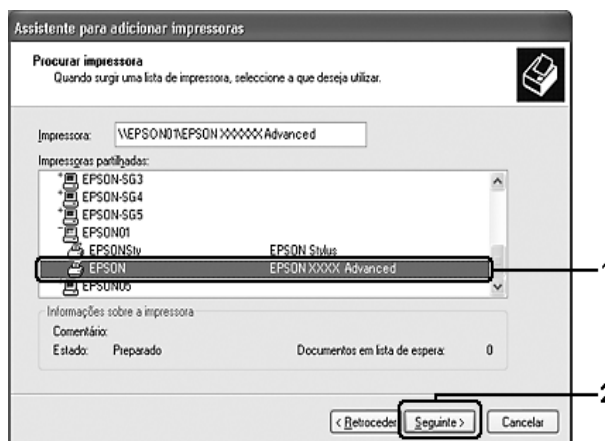 Assistente para adicionar impressoras
Procurar impressora
Quando surgir uma lista de impressora, seleccione a que deseja utilizar.
Impressora: \\EPSON01\EPSON XXXXXX Advanced
Impressoras partilhadas:
EPSON-SG3
EPSON-SG4
EPSON-SG5
EPSON01
EPSONSty EPSON Stylus
EPSON EPSON XXXX Advanced
1
EPSON05
Informações sobre a impressora
Comentário:
Estado: Preparado Documentos em lista de espera: 0
2
< Retroceder Seguinte > Cancelar